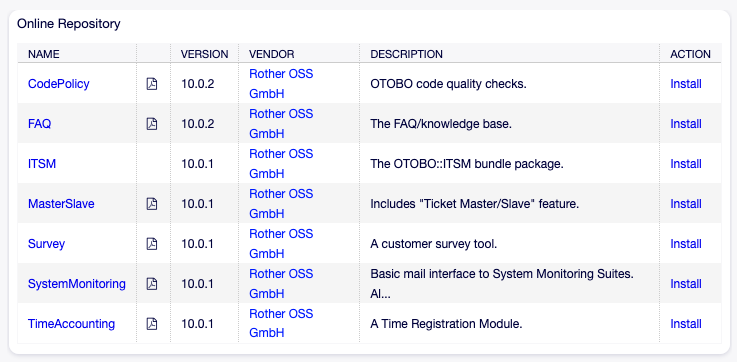 Online Repository
NAME VERSION VENDOR DESCRIPTION ACTION
CodePolicy 10.0.2 Rother OSS GmbH OTOBO code quality checks. Install
FAQ 10.0.2 Rother OSS GmbH The FAQ/knowledge base. Install
ITSM 10.0.1 Rother OSS GmbH The OTOBO::ITSM bundle package. Install
MasterSlave 10.0.1 Rother OSS GmbH Includes "Ticket Master/Slave" feature. Install
Survey 10.0.1 Rother OSS GmbH A customer survey tool. Install
SystemMonitoring 10.0.1 Rother OSS GmbH Basic mail interface to System Monitoring Suites. Al... Install
TimeAccounting 10.0.1 Rother OSS GmbH A Time Registration Module. Install